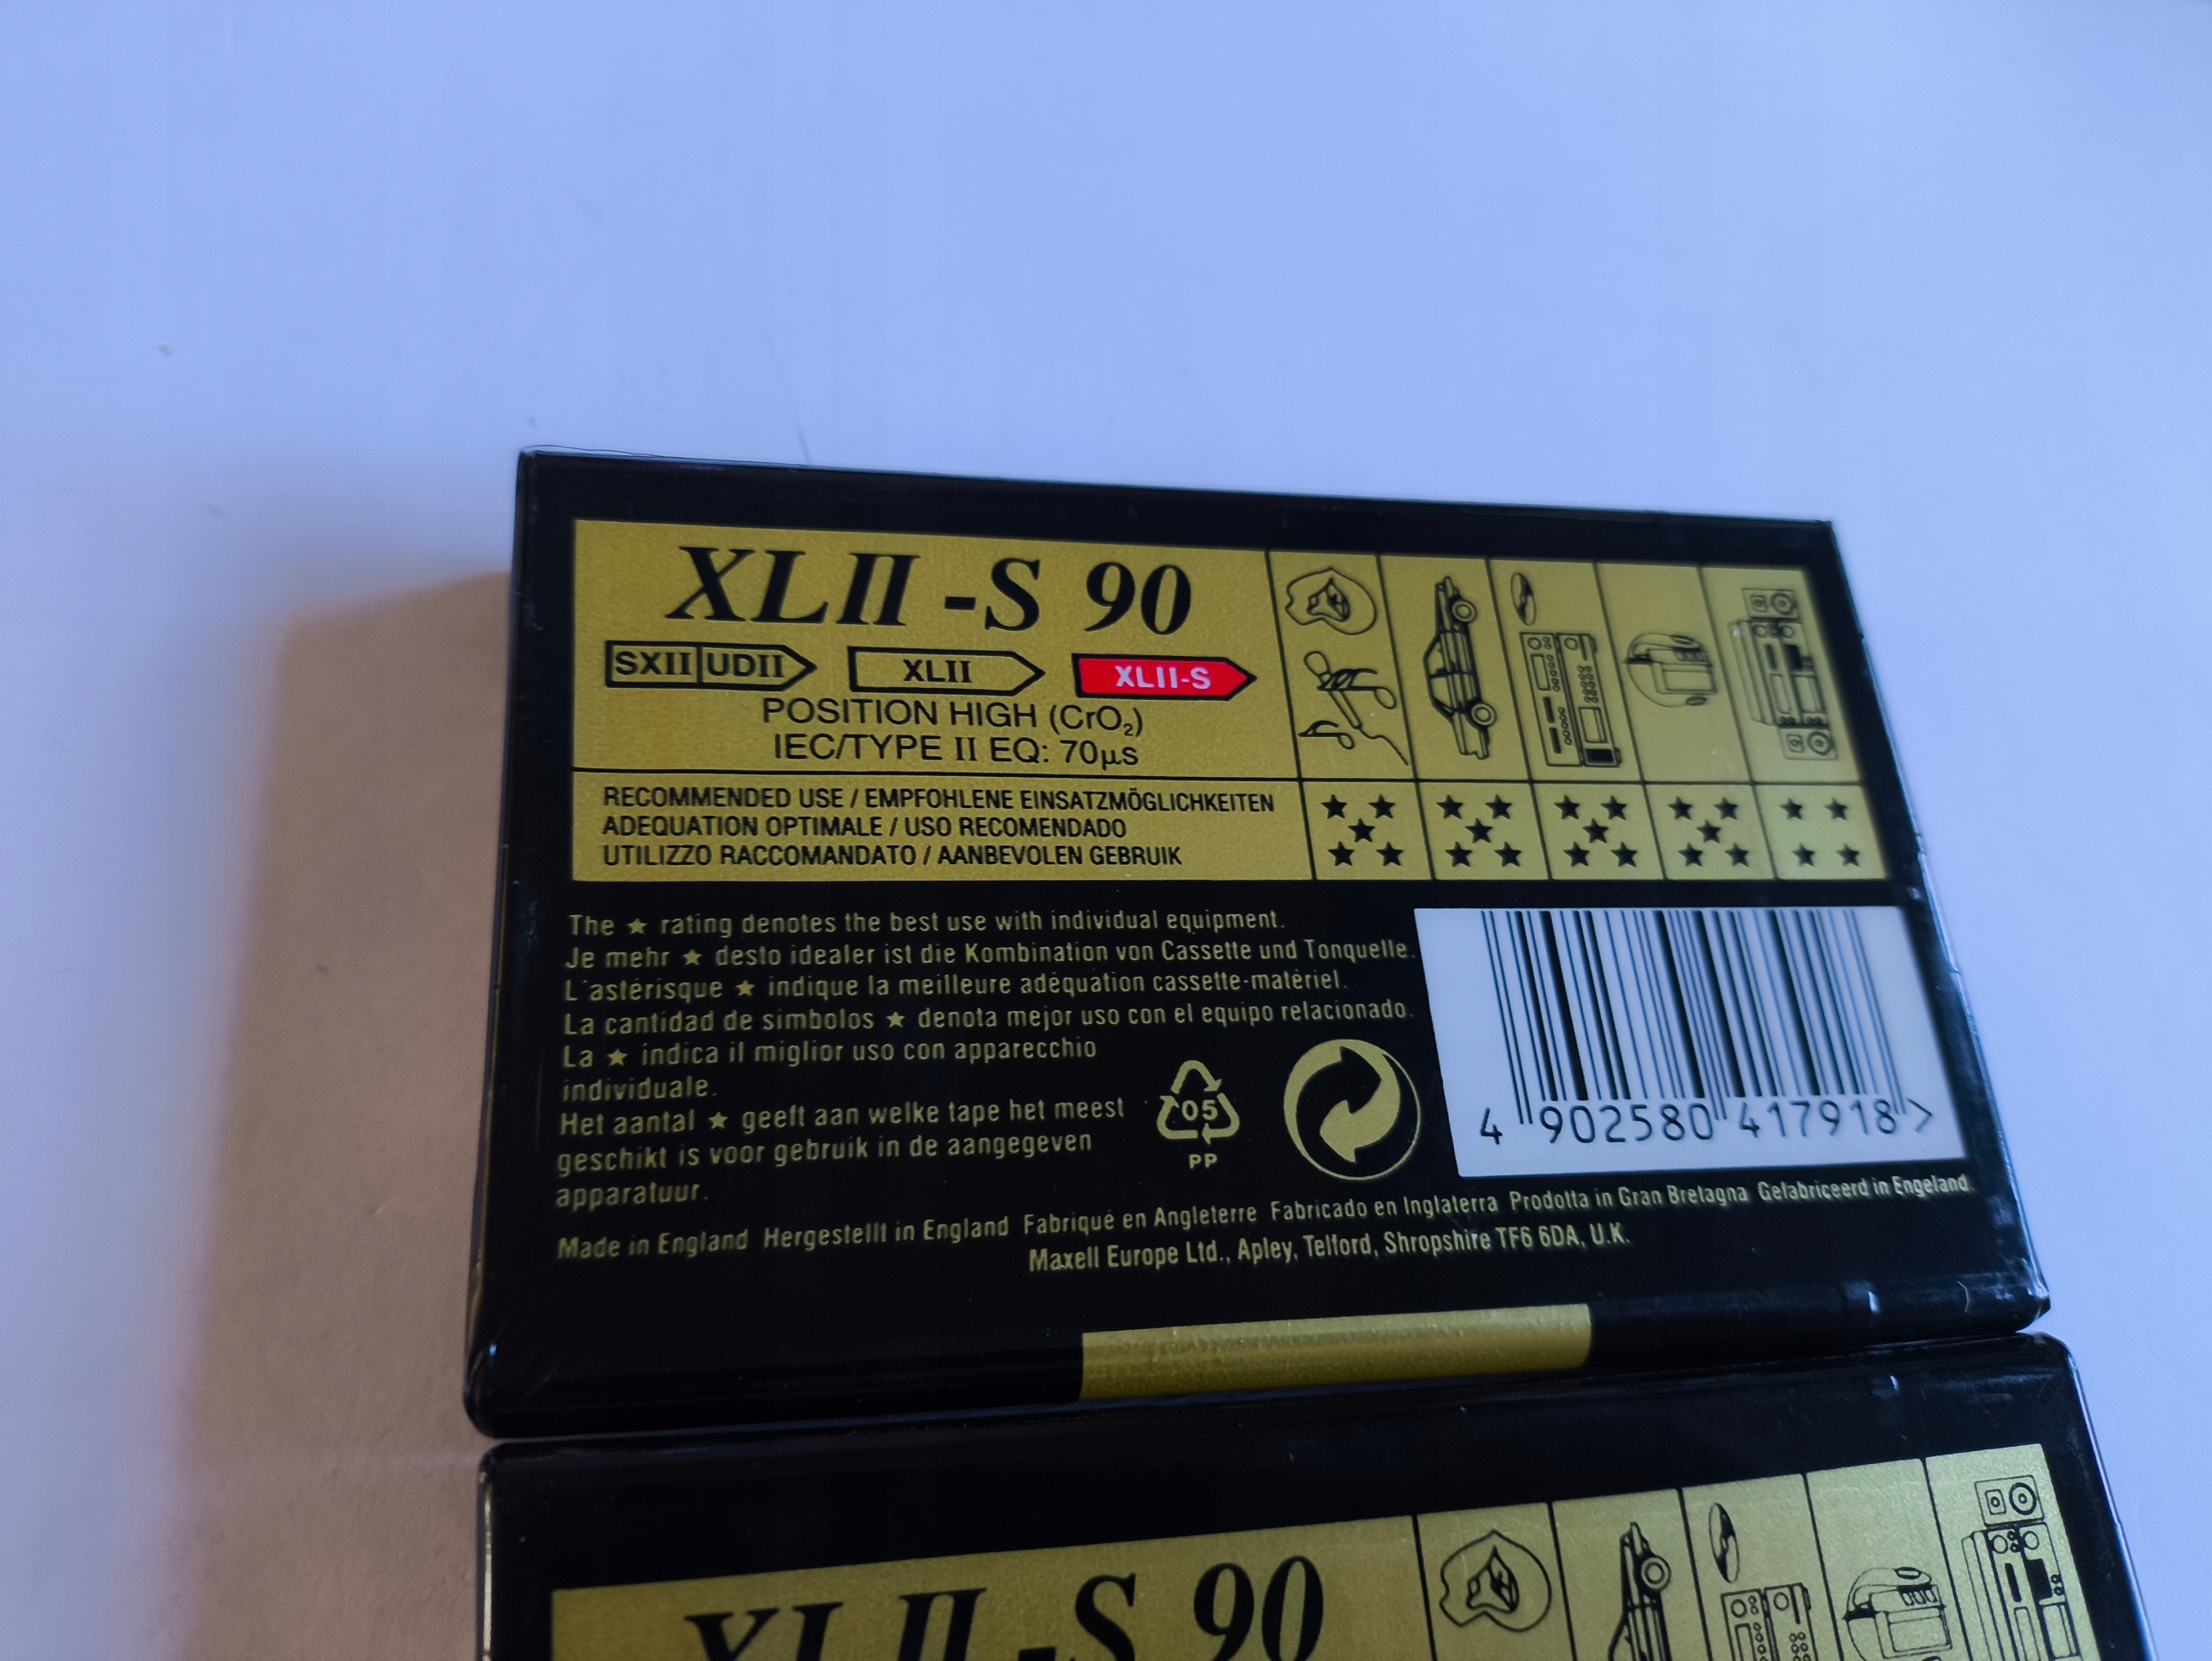 XLII-S 90
SXII UDII XLII XLII-S
POSITION HIGH (CrO₂)
IEC/TYPE II EQ: 70µs
RECOMMENDED USE / EMPFOHLENE EINSATZMÖGLICHKEITEN
ADEQUATION OPTIMALE / USO RECOMENDADO
UTILIZZO RACCOMANDATO / AANBEVOLEN GEBRUIK
The ★ rating denotes the best use with individual equipment.
Je mehr ★ desto idealer ist die Kombination von Cassette und Tonquelle.
L'astérisque ★ indique la meilleure adéquation cassette-matériel.
La cantidad de simbolos ★ denota mejor uso con el equipo relacionado.
La ★ indica il miglior uso con apparecchio
individuale.
Het aantal ★ geeft aan welke tape het meest
geschikt is voor gebruik in de aangegeven
apparatuur.
05
PP
4 902580 417918 >
Made in England Hergestellt in England Fabriqué en Angleterre Fabricado en Inglaterra Prodotta in Gran Bretagna Gefabriceerd in Engeland.
Maxell Europe Ltd., Apley, Telford, Shropshire TF6 6DA, U.K.
XLII-S 90